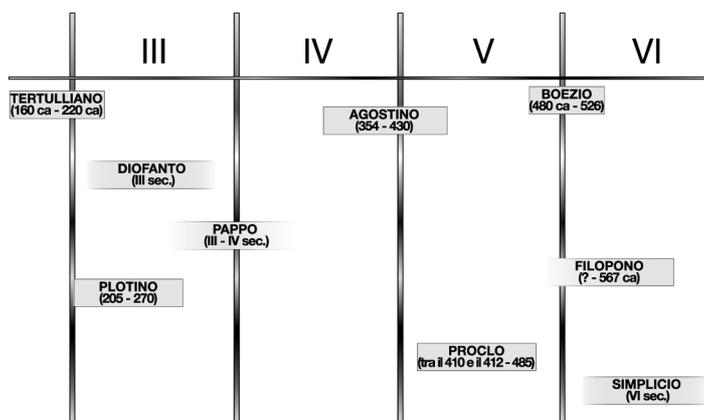 III IV V VI
TERTULLIANO
(160 ca - 220 ca)
BOEZIO
(480 ca - 526)
AGOSTINO
(354 - 430)
DIOFANTO
(III sec.)
PAPPO
(III - IV sec.)
FILOPONO
(? - 567 ca)
PLOTINO
(205 - 270)
PROCLO
(tra il 410 e il 412 - 485)
SIMPLICIO
(VI sec.)